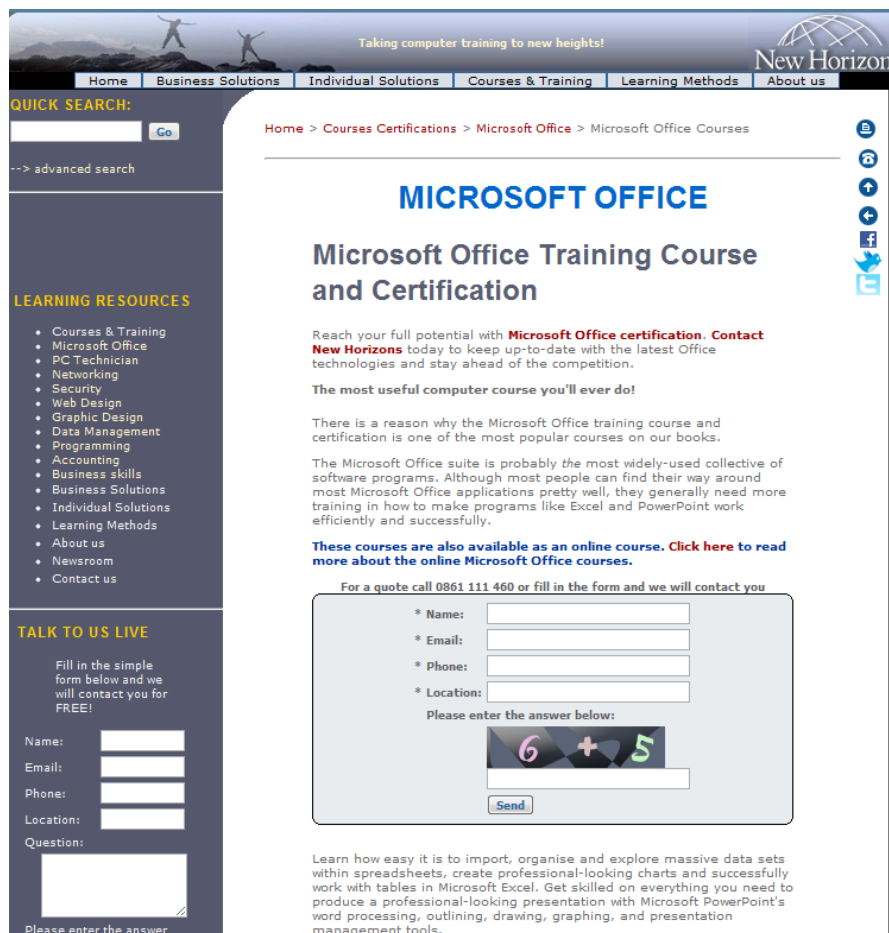 Taking computer training to new heights!
New Horizon
Home Business Solutions Individual Solutions Courses & Training Learning Methods About us
QUICK SEARCH:
Go
--> advanced search
LEARNING RESOURCES
Courses & Training
Microsoft Office
PC Technician
Networking
Security
Web Design
Graphic Design
Data Management
Programming
Accounting
Business skills
Business Solutions
Individual Solutions
Learning Methods
About us
Newsroom
Contact us
TALK TO US LIVE
Fill in the simple
form below and we
will contact you for
FREE!
Name:
Email:
Phone:
Location:
Question:
Please enter the answer
Home > Courses Certifications > Microsoft Office > Microsoft Office Courses
MICROSOFT OFFICE
Microsoft Office Training Course
and Certification
Reach your full potential with Microsoft Office certification. Contact
New Horizons today to keep up-to-date with the latest Office
technologies and stay ahead of the competition.
The most useful computer course you'll ever do!
There is a reason why the Microsoft Office training course and
certification is one of the most popular courses on our books.
The Microsoft Office suite is probably the most widely-used collective of
software programs. Although most people can find their way around
most Microsoft Office applications pretty well, they generally need more
training in how to make programs like Excel and PowerPoint work
efficiently and successfully.
These courses are also available as an online course. Click here to read
more about the online Microsoft Office courses.
For a quote call 0861 111 460 or fill in the form and we will contact you
* Name:
* Email:
* Phone:
* Location:
Please enter the answer below:
6 + 5
Send
Learn how easy it is to import, organise and explore massive data sets
within spreadsheets, create professional-looking charts and successfully
work with tables in Microsoft Excel. Get skilled on everything you need to
produce a professional-looking presentation with Microsoft PowerPoint's
word processing, outlining, drawing, graphing, and presentation
management tools.